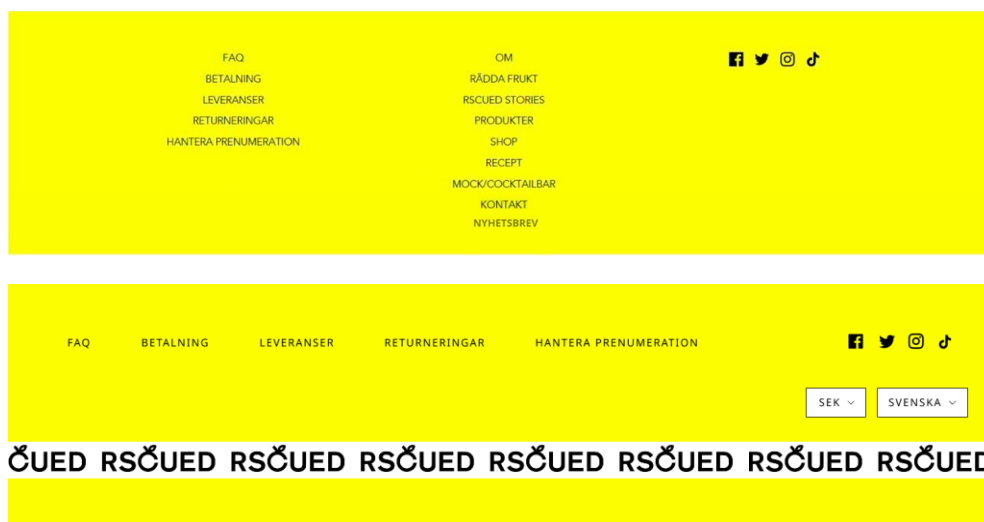 FAQ
BETALNING
LEVERANSER
RETURNERINGAR
HANTERA PRENUMERATION
OM
RÄDDA FRUKT
RSCUED STORIES
PRODUKTER
SHOP
RECEPT
MOCK/COCKTAILBAR
KONTAKT
NYHETSBREV
FAQ BETALNING LEVERANSER RETURNERINGAR HANTERA PRENUMERATION
SEK SVENSKA
ČUED RSČUED RSČUED RSČUED RSČUED RSČUED RSČUED RSČUED